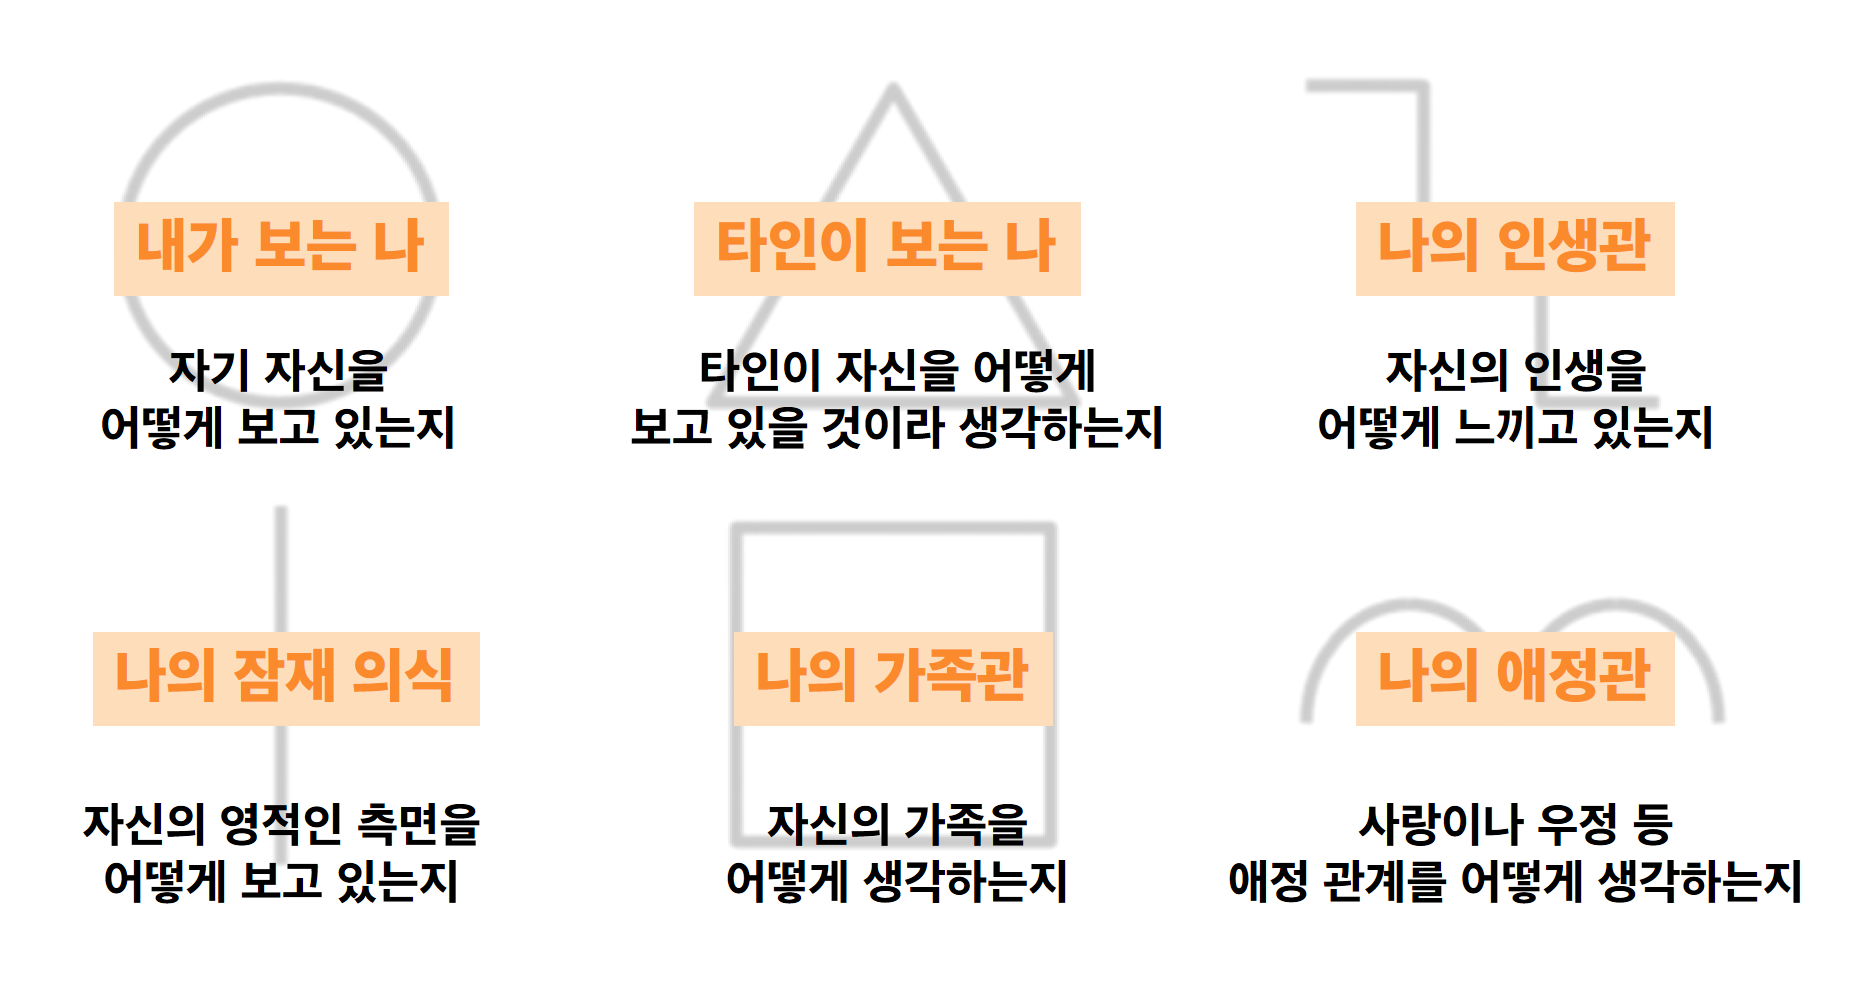 내가 보는 나
자기 자신을
어떻게 보고 있는지
타인이 보는 나
타인이 자신을 어떻게
보고 있을 것이라 생각하는지
나의 인생관
자신의 인생을
어떻게 느끼고 있는지
나의 잠재 의식
자신의 영적인 측면을
어떻게 보고 있는지
나의 가족관
자신의 가족을
어떻게 생각하는지
나의 애정관
사랑이나 우정 등
애정 관계를 어떻게 생각하는지